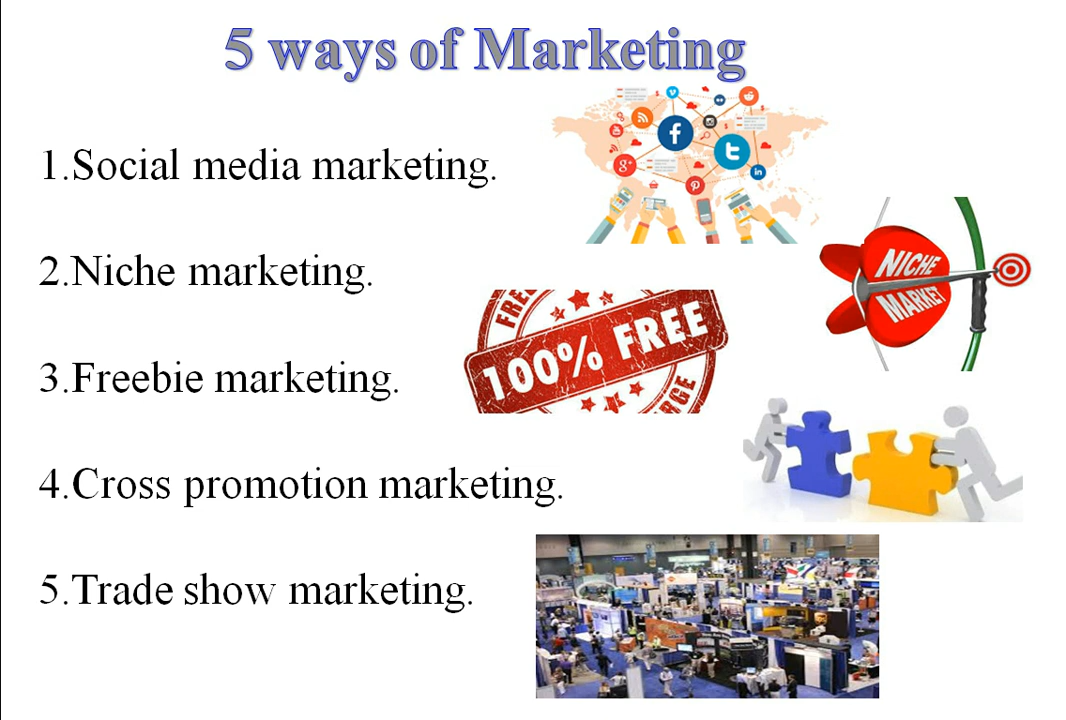 5 ways of Marketing
1.Social media marketing.
2.Niche marketing.
NICHE
MARKET
3.Freebie marketing.
FREE
100% FREE
4.Cross promotion marketing.
5.Trade show marketing.